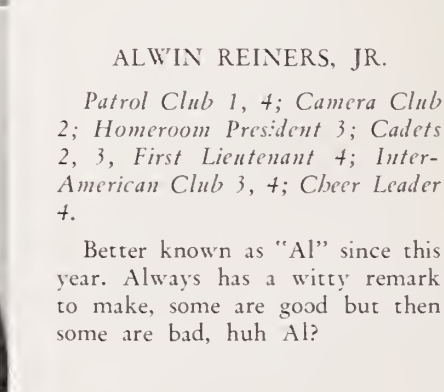 ALWIN REINERS, JR.
Patrol Club 1, 4; Camera Club
2; Homeroom President 3; Cadets
2, 3, First Lieutenant 4; Inter-
American Club 3, 4; Cheer Leader
4.
Better known as "Al" since this
year. Always has a witty remark
to make, some are good but then
some are bad, huh Al?